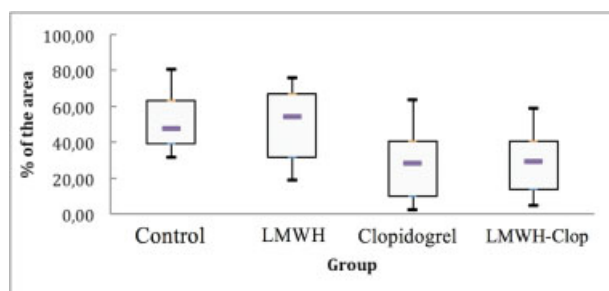 100,00
80,00
60,00
40,00
20,00
0,00
% of the area
Control LMWH Clopidogrel LMWH-Clop
Group